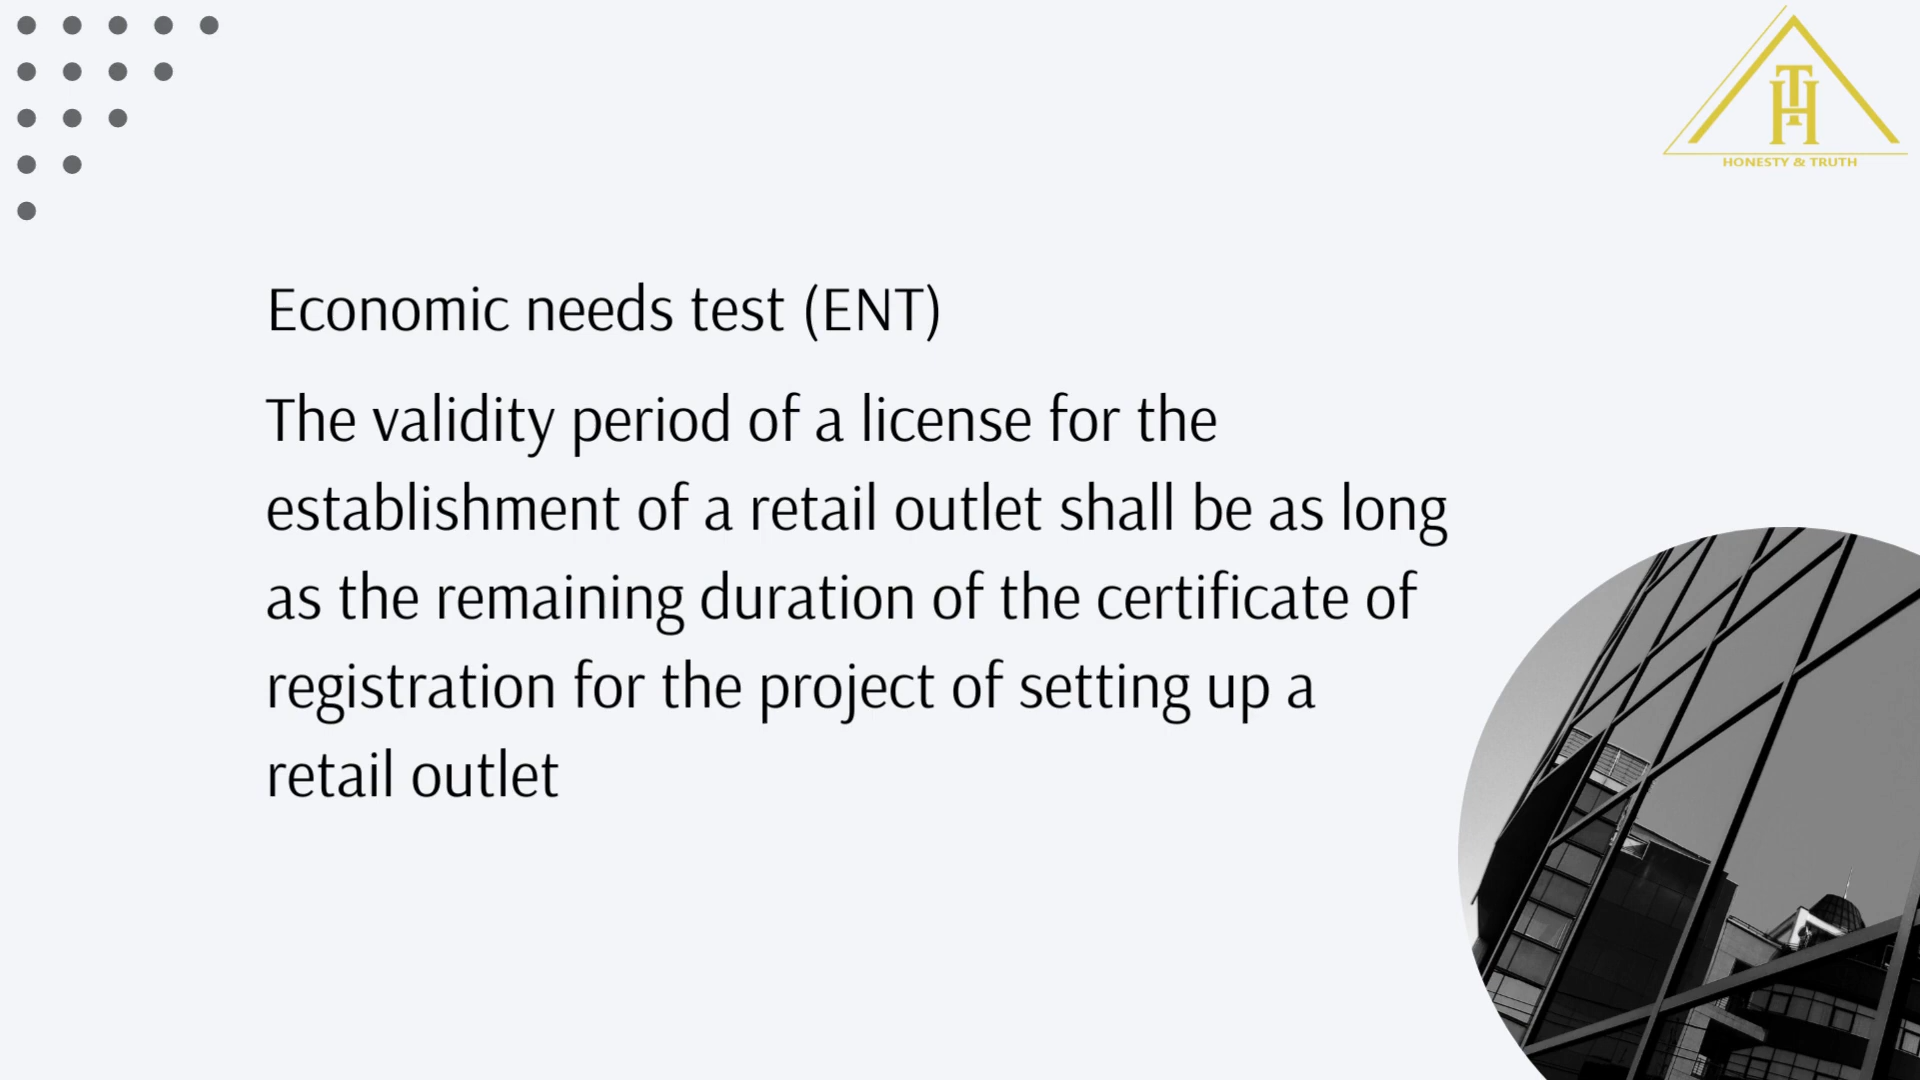 TH
HONESTY & TRUTH
Economic needs test (ENT)
The validity period of a license for the
establishment of a retail outlet shall be as long
as the remaining duration of the certificate of
registration for the project of setting up a
retail outlet